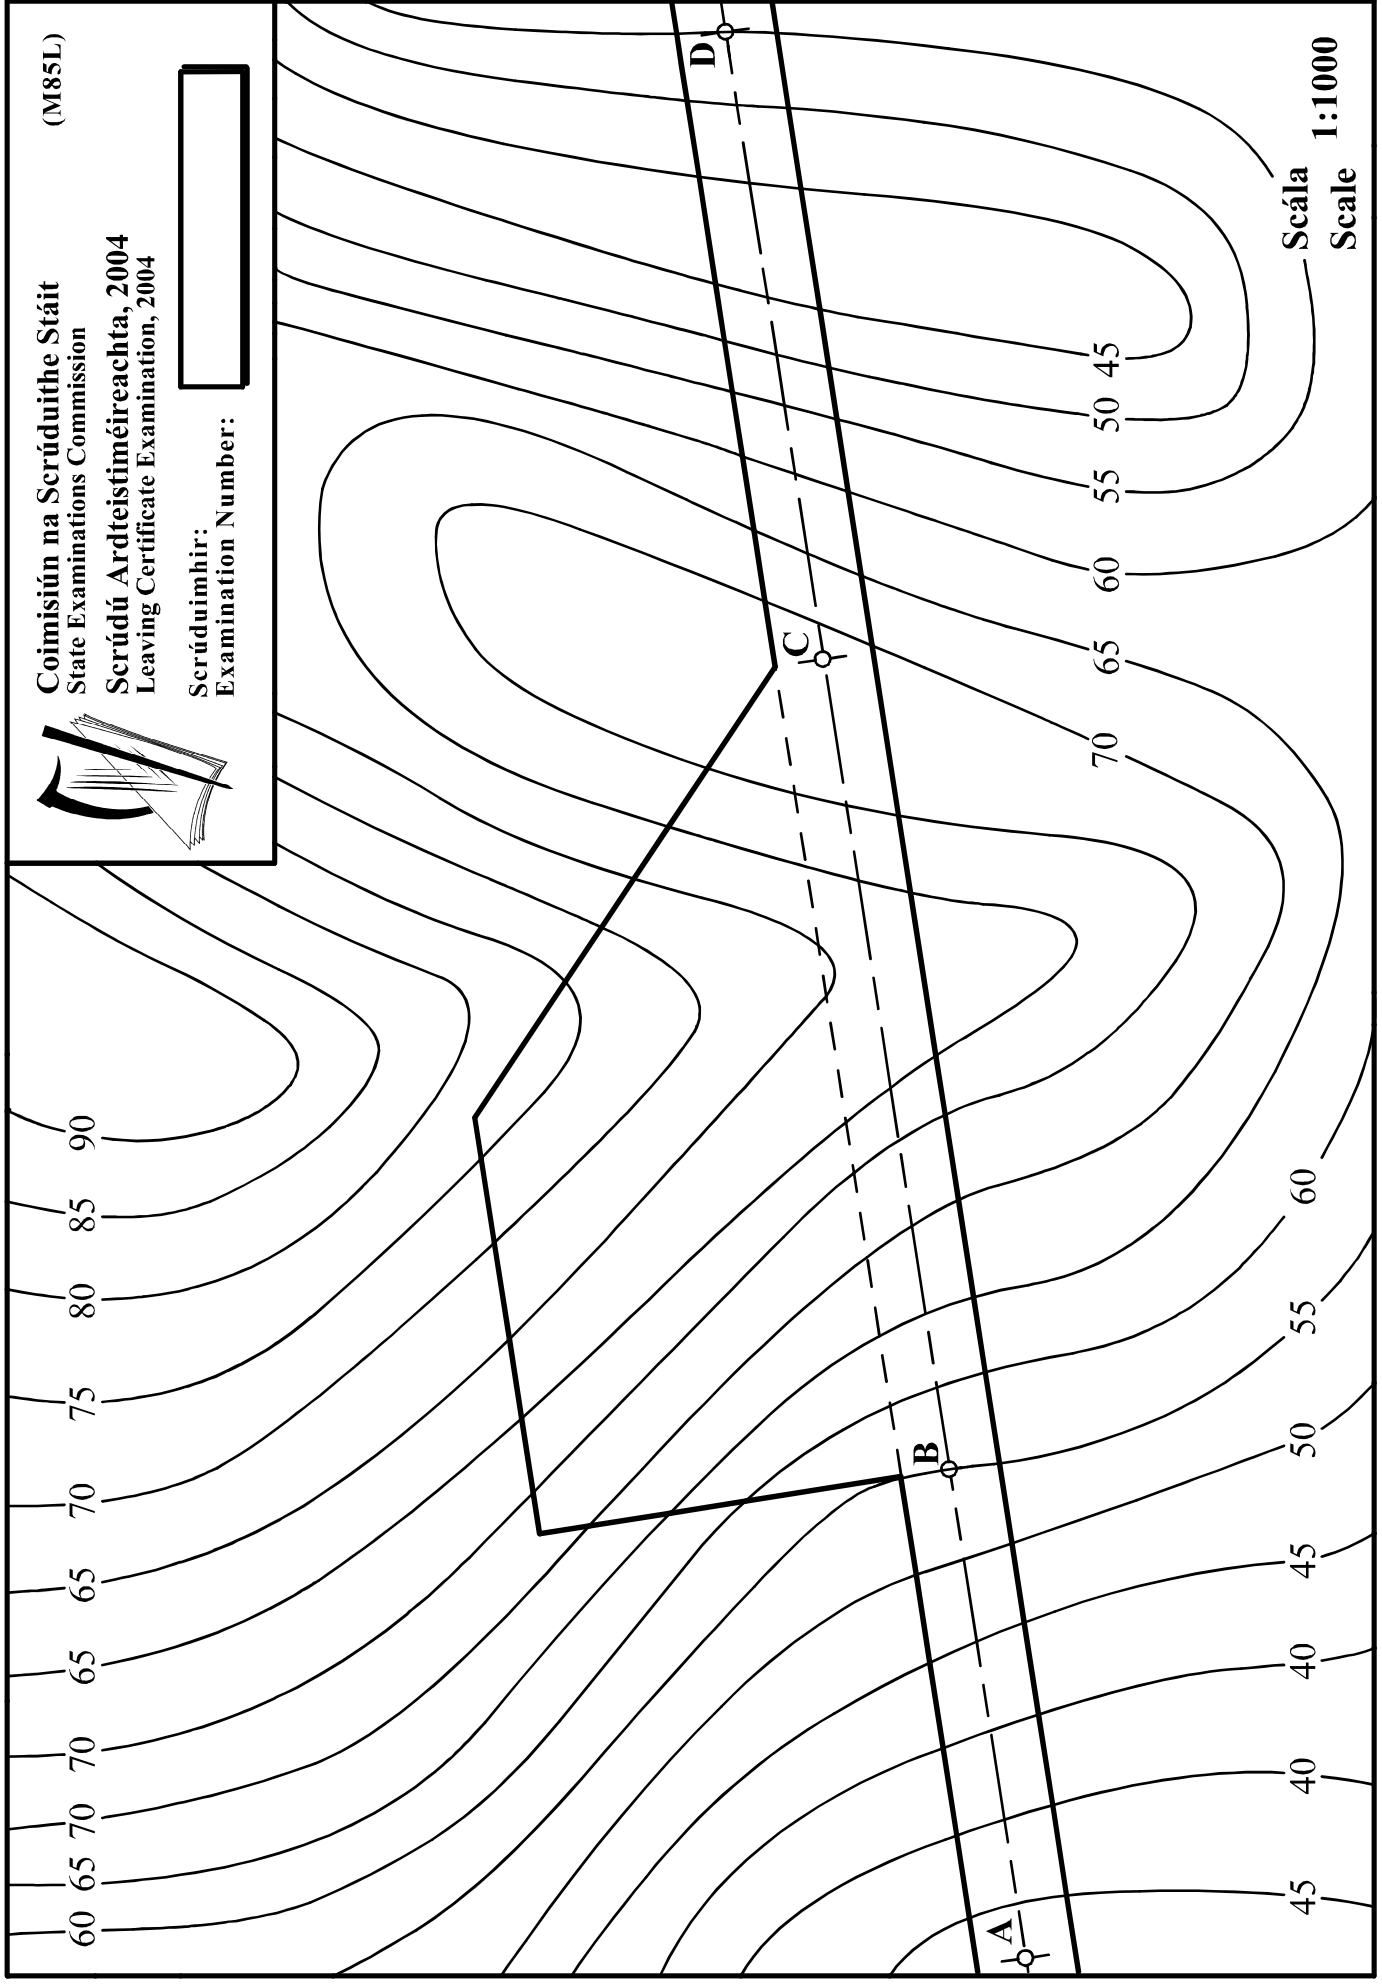 Coimisiún na Scrúduithe Stáit
State Examinations Commission
(M85L)
Scrúdú Ardteistiméireachta, 2004
Leaving Certificate Examination, 2004
Scrúduimhir:
Examination Number:
90
85
80
75
70
65
65
70
70
65
60
D
C
B
A
45
50
55
60
65
70
60
55
50
45
40
40
45
Scála 1:1000
Scale